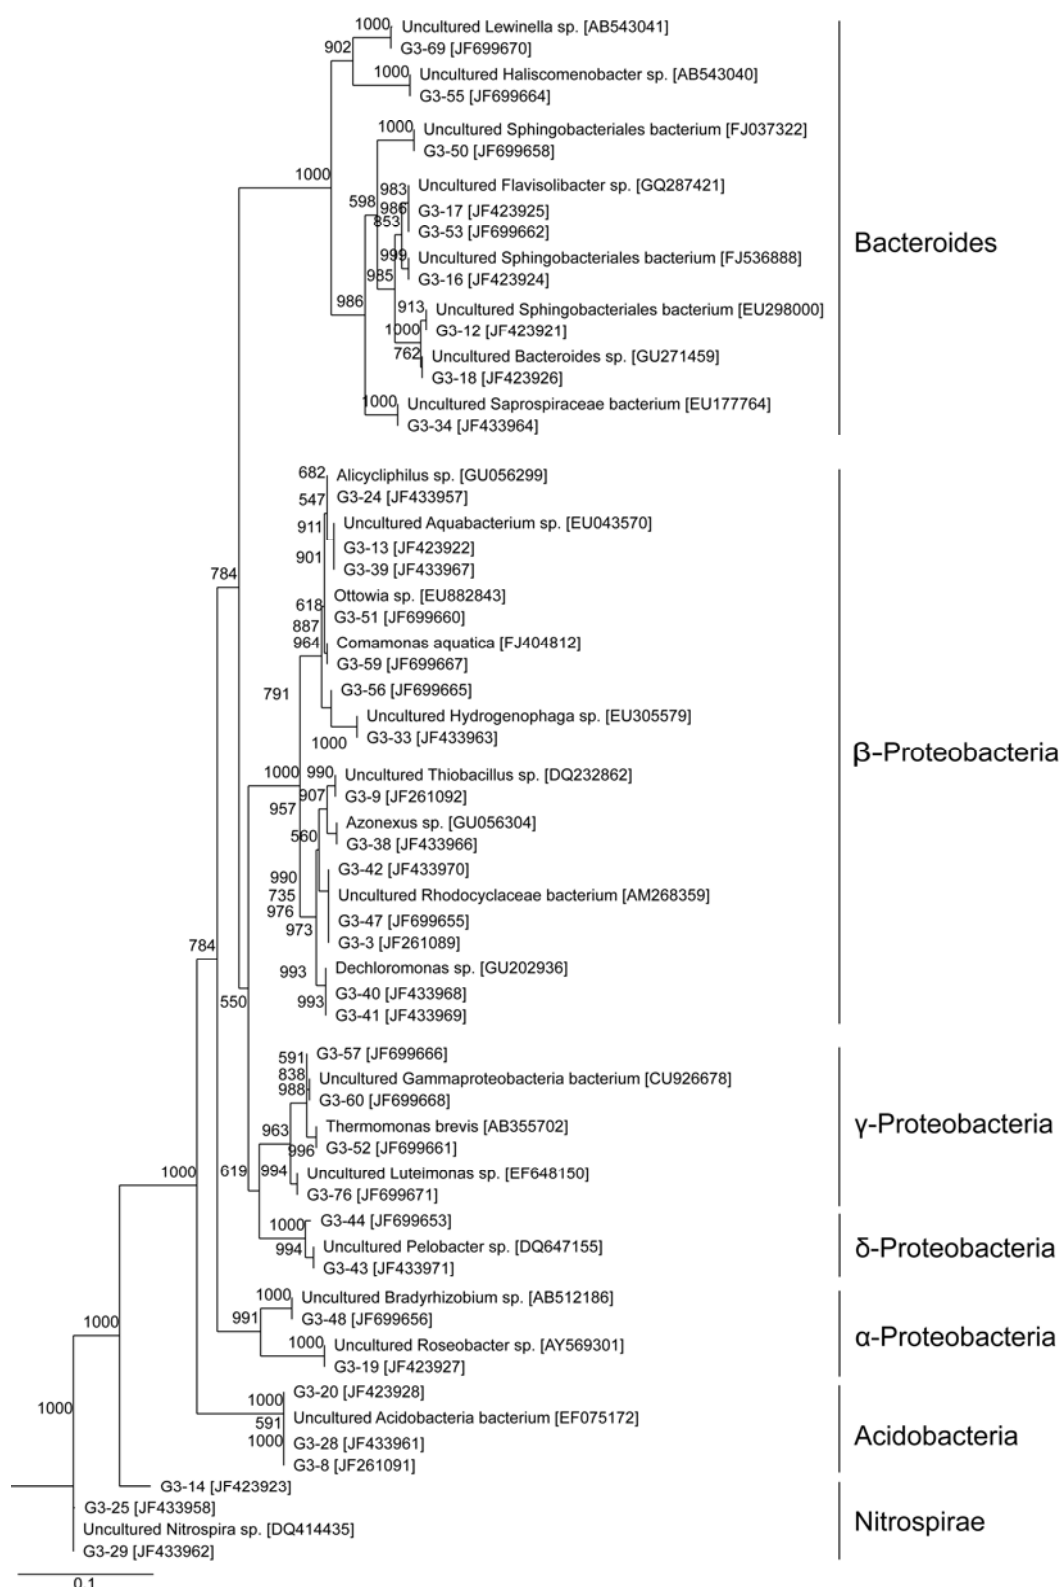 1000 Uncultured Lewinella sp. [AB543041]
902 G3-69 [JF699670]
1000 Uncultured Haliscomenobacter sp. [AB543040]
G3-55 [JF699664]
1000 Uncultured Sphingobacteriales bacterium [FJ037322]
G3-50 [JF699658]
1000
983 Uncultured Flavisolibacter sp. [GQ287421]
598 986 G3-17 [JF423925]
853 G3-53 [JF699662]
Bacteroides
999 Uncultured Sphingobacteriales bacterium [FJ536888]
985 G3-16 [JF423924]
986 913 Uncultured Sphingobacteriales bacterium [EU298000]
1000 G3-12 [JF423921]
762 Uncultured Bacteroides sp. [GU271459]
G3-18 [JF423926]
1000 Uncultured Saprospiraceae bacterium [EU177764]
G3-34 [JF433964]
682 Alicycliphilus sp. [GU056299]
547 G3-24 [JF433957]
911 Uncultured Aquabacterium sp. [EU043570]
901 G3-13 [JF423922]
G3-39 [JF433967]
784
Ottowia sp. [EU882843]
618 G3-51 [JF699660]
887
964 Comamonas aquatica [FJ404812]
G3-59 [JF699667]
791 G3-56 [JF699665]
Uncultured Hydrogenophaga sp. [EU305579]
1000 G3-33 [JF433963]
β-Proteobacteria
1000 990 Uncultured Thiobacillus sp. [DQ232862]
957 907 G3-9 [JF261092]
Azonexus sp. [GU056304]
560 G3-38 [JF433966]
990 G3-42 [JF433970]
735 Uncultured Rhodocyclaceae bacterium [AM268359]
976 G3-47 [JF699655]
973 G3-3 [JF261089]
784
993 Dechloromonas sp. [GU202936]
550 993 G3-40 [JF433968]
G3-41 [JF433969]
591 G3-57 [JF699666]
838 Uncultured Gammaproteobacteria bacterium [CU926678]
988 G3-60 [JF699668]
963 Thermomonas brevis [AB355702]
996 G3-52 [JF699661]
γ-Proteobacteria
1000 619 994 Uncultured Luteimonas sp. [EF648150]
G3-76 [JF699671]
1000 G3-44 [JF699653]
994 Uncultured Pelobacter sp. [DQ647155]
G3-43 [JF433971]
δ-Proteobacteria
1000 Uncultured Bradyrhizobium sp. [AB512186]
1000 991 G3-48 [JF699656]
1000 Uncultured Roseobacter sp. [AY569301]
G3-19 [JF423927]
α-Proteobacteria
1000 G3-20 [JF423928]
1000 591 Uncultured Acidobacteria bacterium [EF075172]
1000 G3-28 [JF433961]
G3-8 [JF261091]
Acidobacteria
G3-14 [JF423923]
G3-25 [JF433958]
Uncultured Nitrospira sp. [DQ414435]
G3-29 [JF433962]
Nitrospirae
0.1